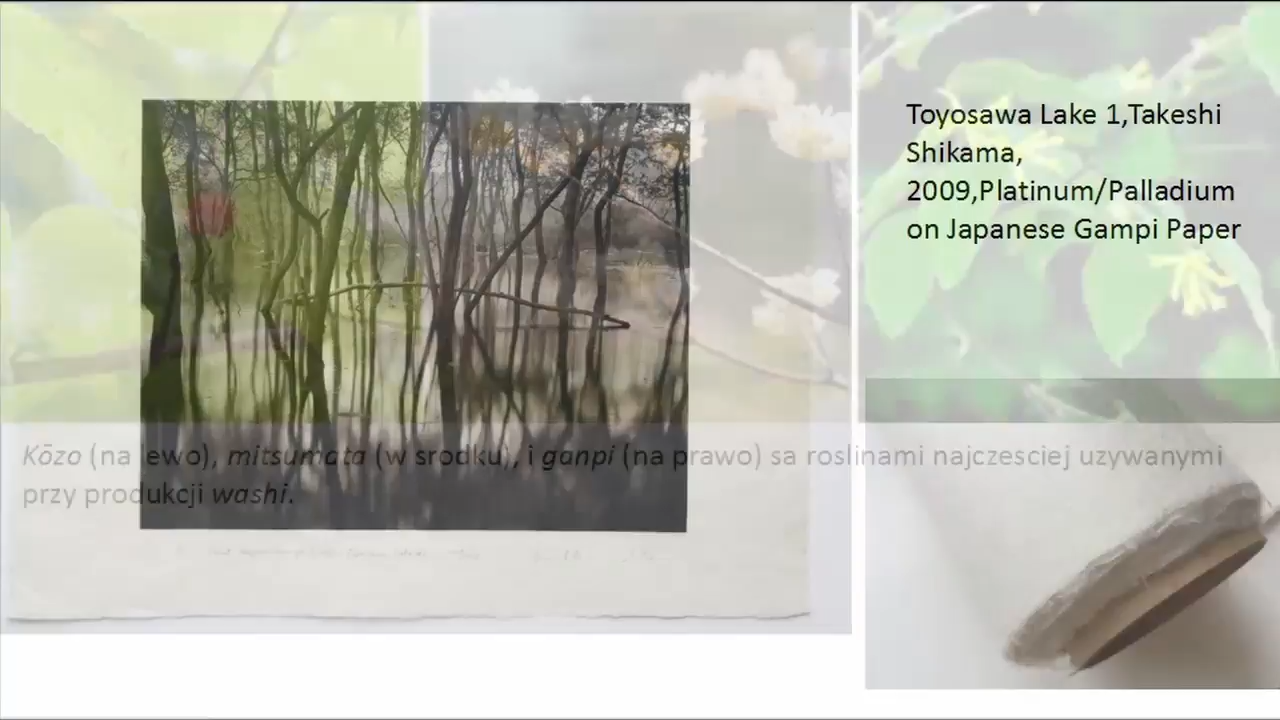 Toyosawa Lake 1,Takeshi
Shikama,
2009,Platinum/Palladium
on Japanese Gampi Paper
Kōzo (na lewo), mitsumata (w srodku), i ganpi (na prawo) sa roslinami najczesciej uzywanymi
przy produkcji washi.